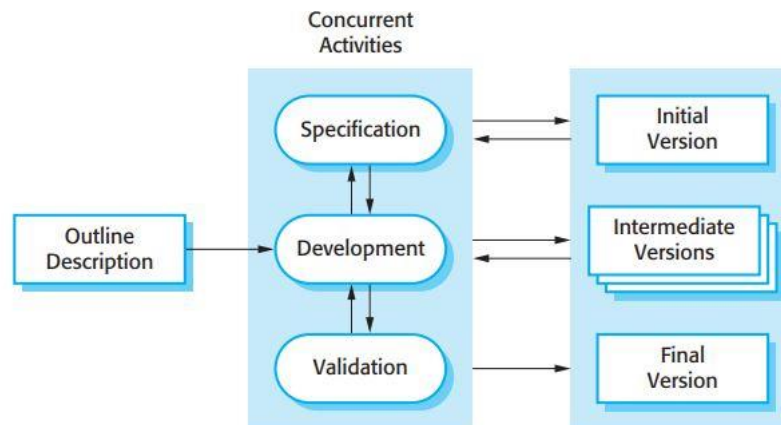 Concurrent
Activities
Specification
Initial
Version
Outline
Description
Development
Intermediate
Versions
Validation
Final
Version